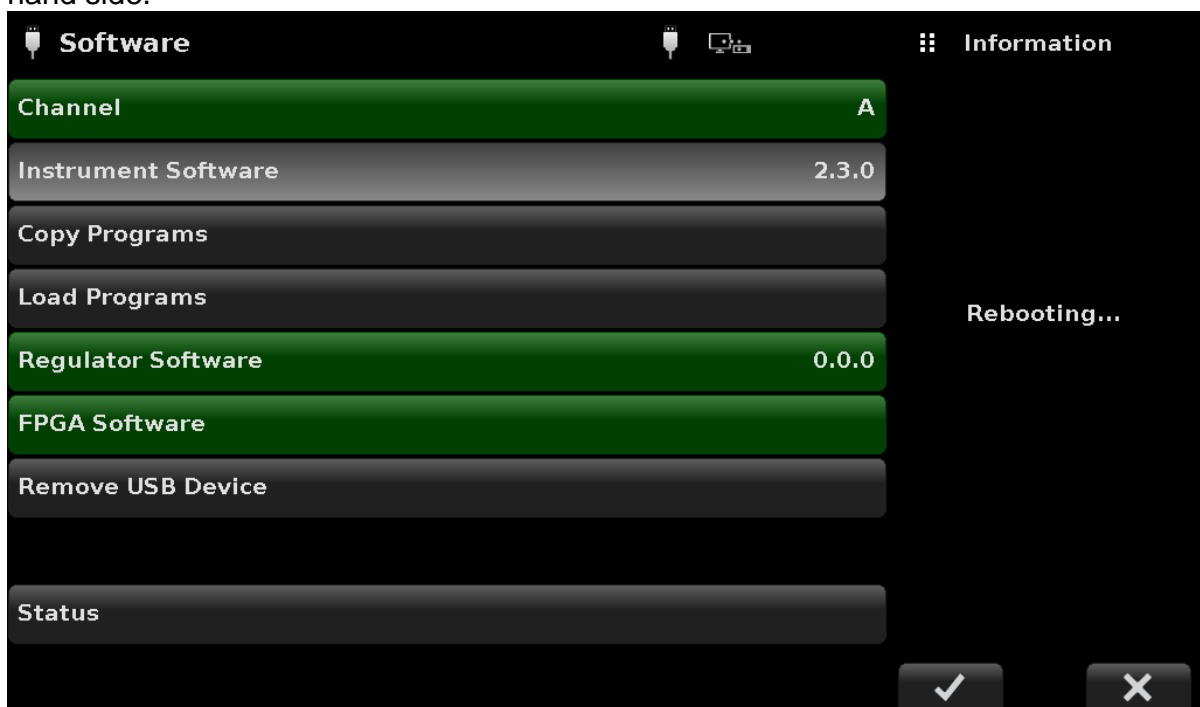 hand side.
Software
Information
Channel A
Instrument Software 2.3.0
Copy Programs
Load Programs
Rebooting...
Regulator Software 0.0.0
FPGA Software
Remove USB Device
Status